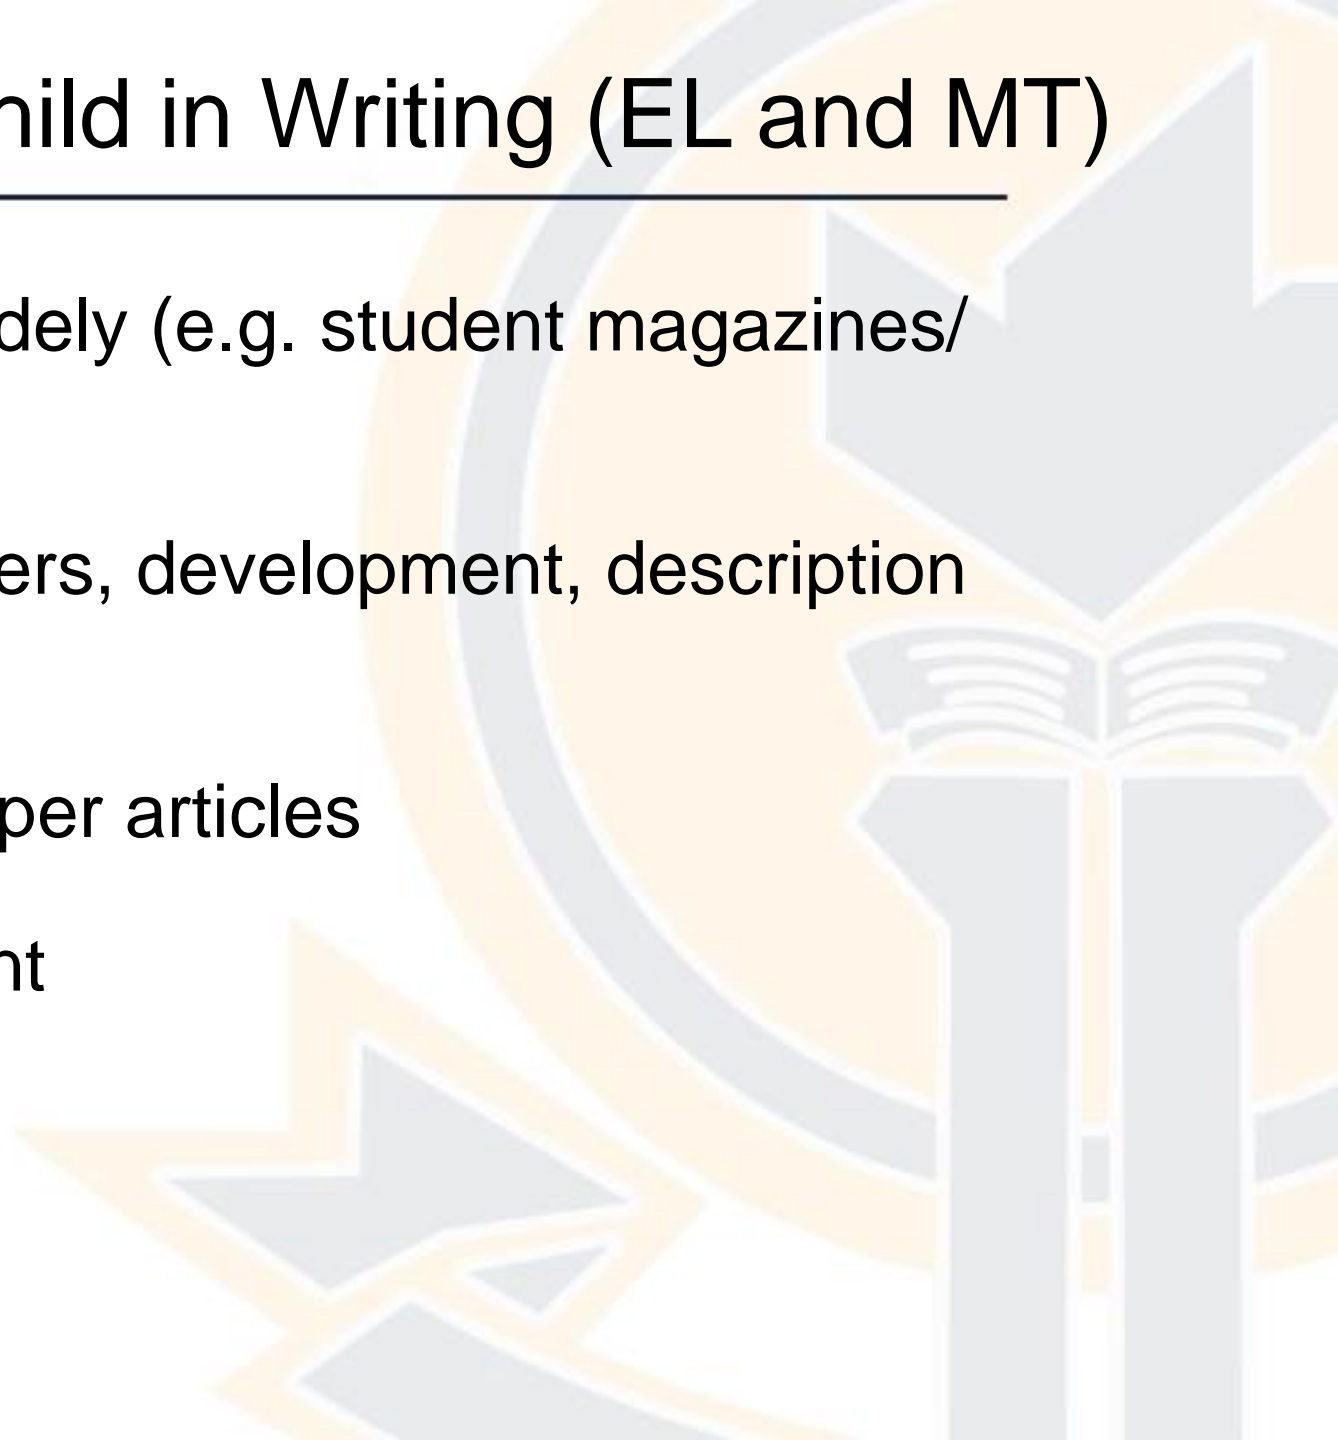 hild in Writing (EL and MT)
dely (e.g. student magazines/
ers, development, description
per articles
nt